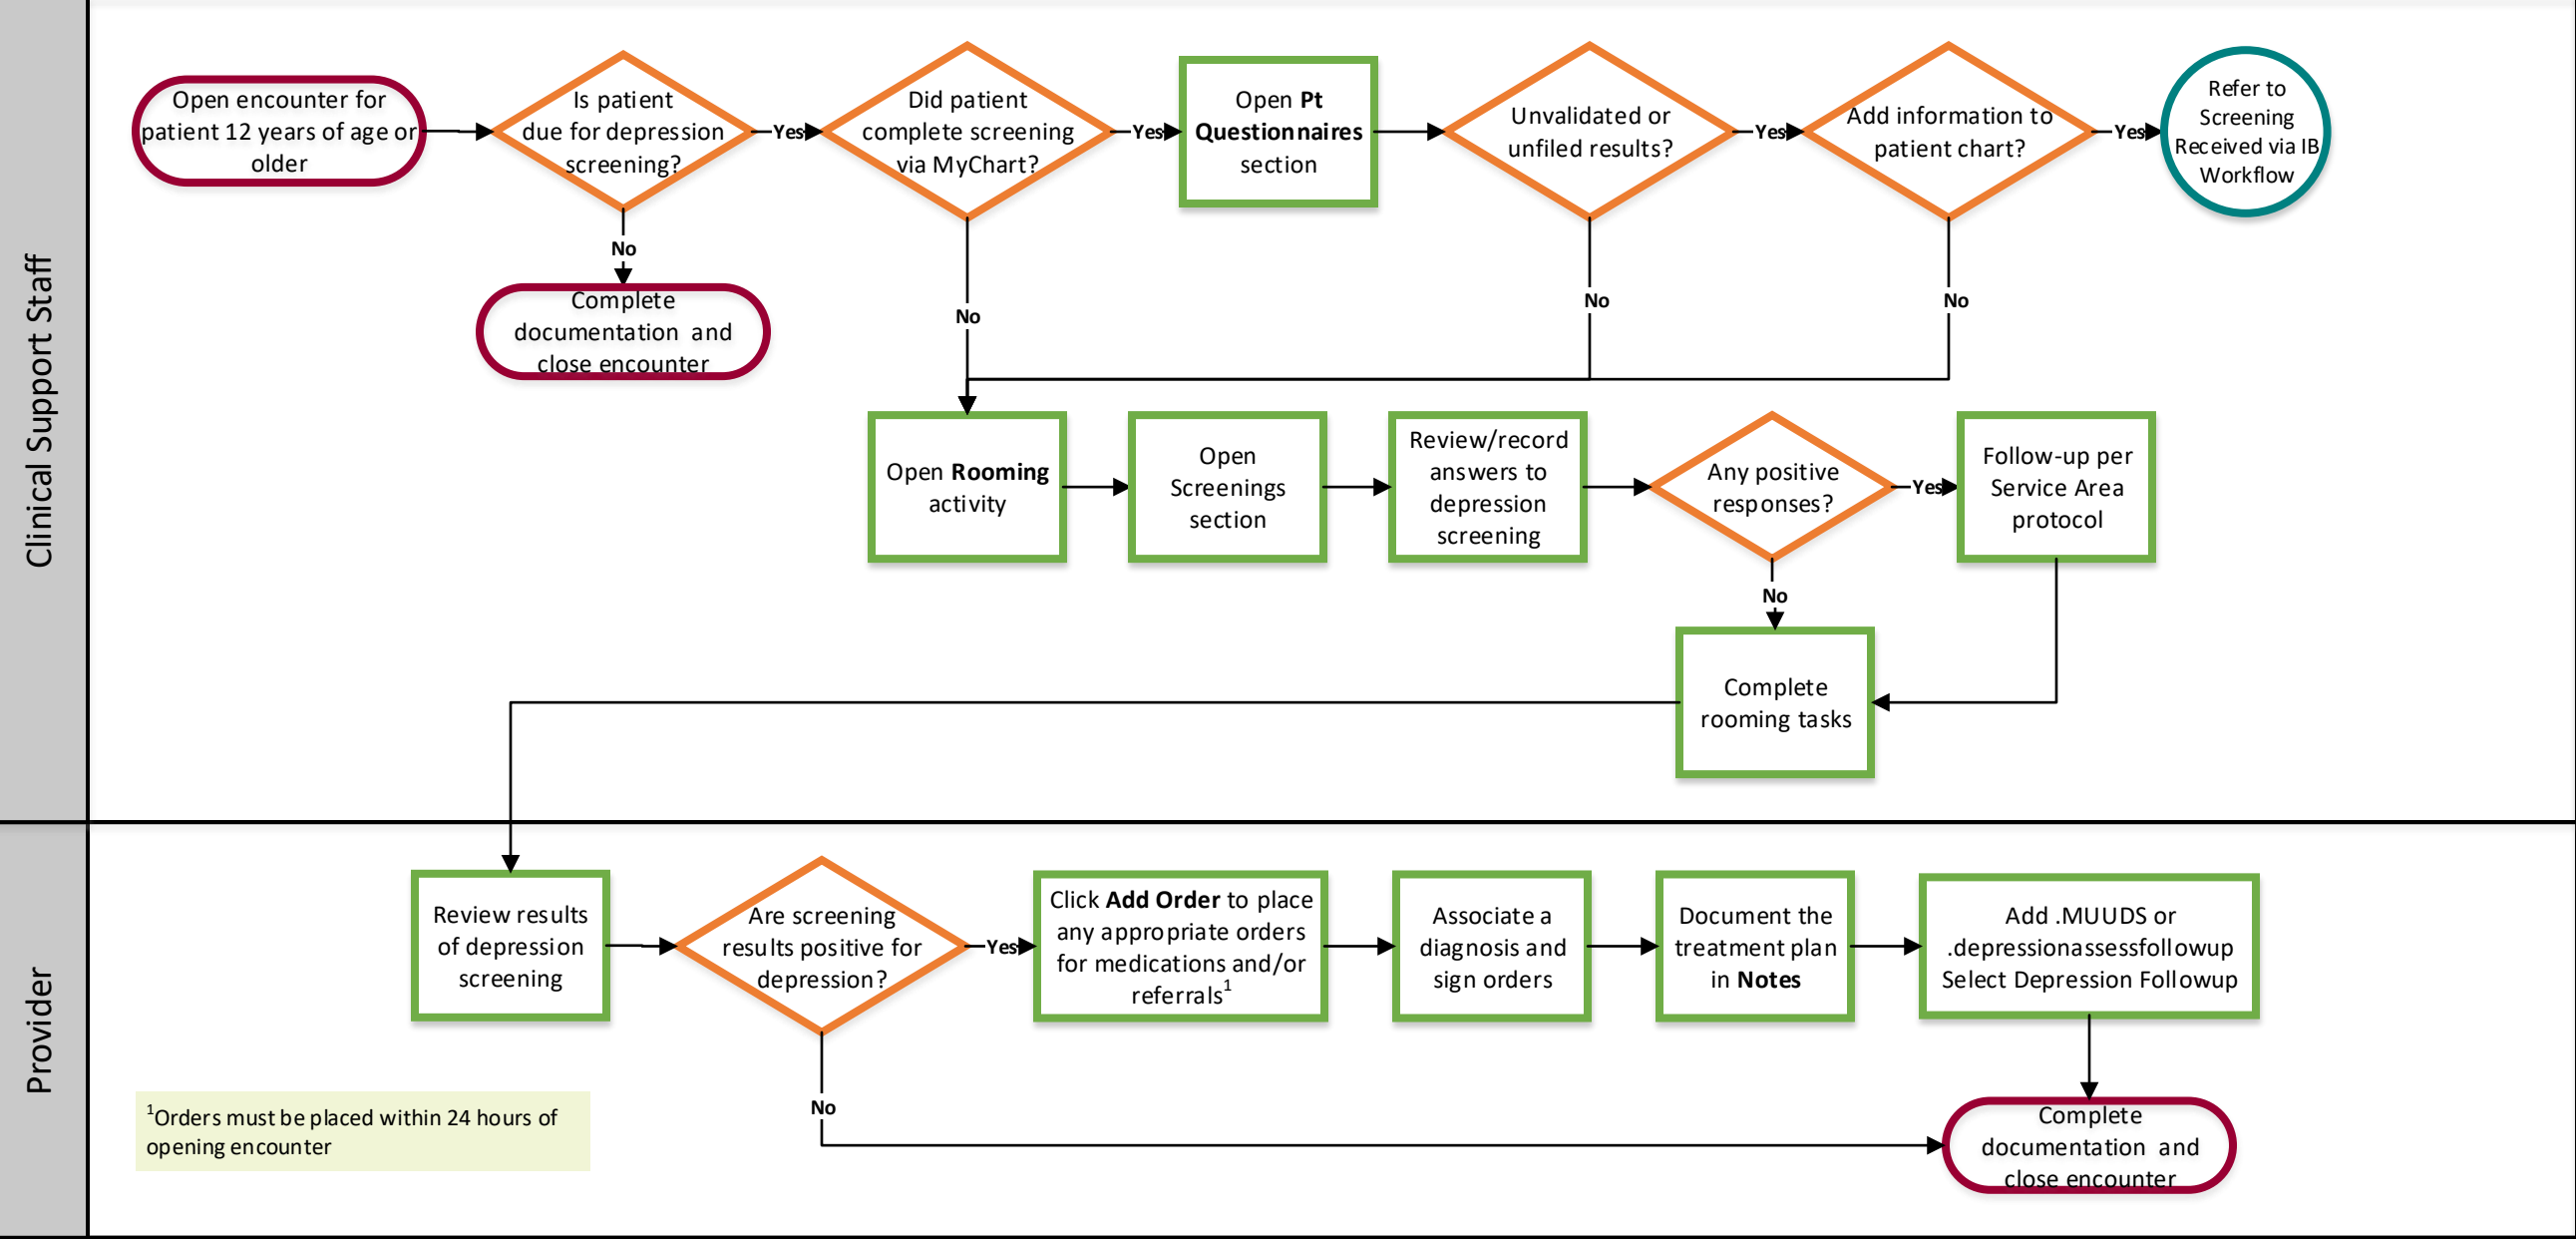 Clinical Support Staff
Open encounter for
patient 12 years of age or
older
Is patient
due for depression
screening?
Yes
No
Complete
documentation and
close encounter
Did patient
complete screening
via MyChart?
Yes
No
Open Pt
Questionnaires
section
Unvalidated or
unfiled results?
Yes
No
Add information to
patient chart?
Yes
No
Refer to
Screening
Received via IB
Workflow
Open Rooming
activity
Open
Screenings
section
Review/record
answers to
depression
screening
Any positive
responses?
Yes
No
Follow-up per
Service Area
protocol
Complete
rooming tasks
Provider
Review results
of depression
screening
Are screening
results positive for
depression?
Yes
No
Click Add Order to place
any appropriate orders
for medications and/or
referrals1
Associate a
diagnosis and
sign orders
Document the
treatment plan
in Notes
Add .MUUDS or
.depressionassessfollowup
Select Depression Followup
Complete
documentation and
close encounter
1Orders must be placed within 24 hours of
opening encounter